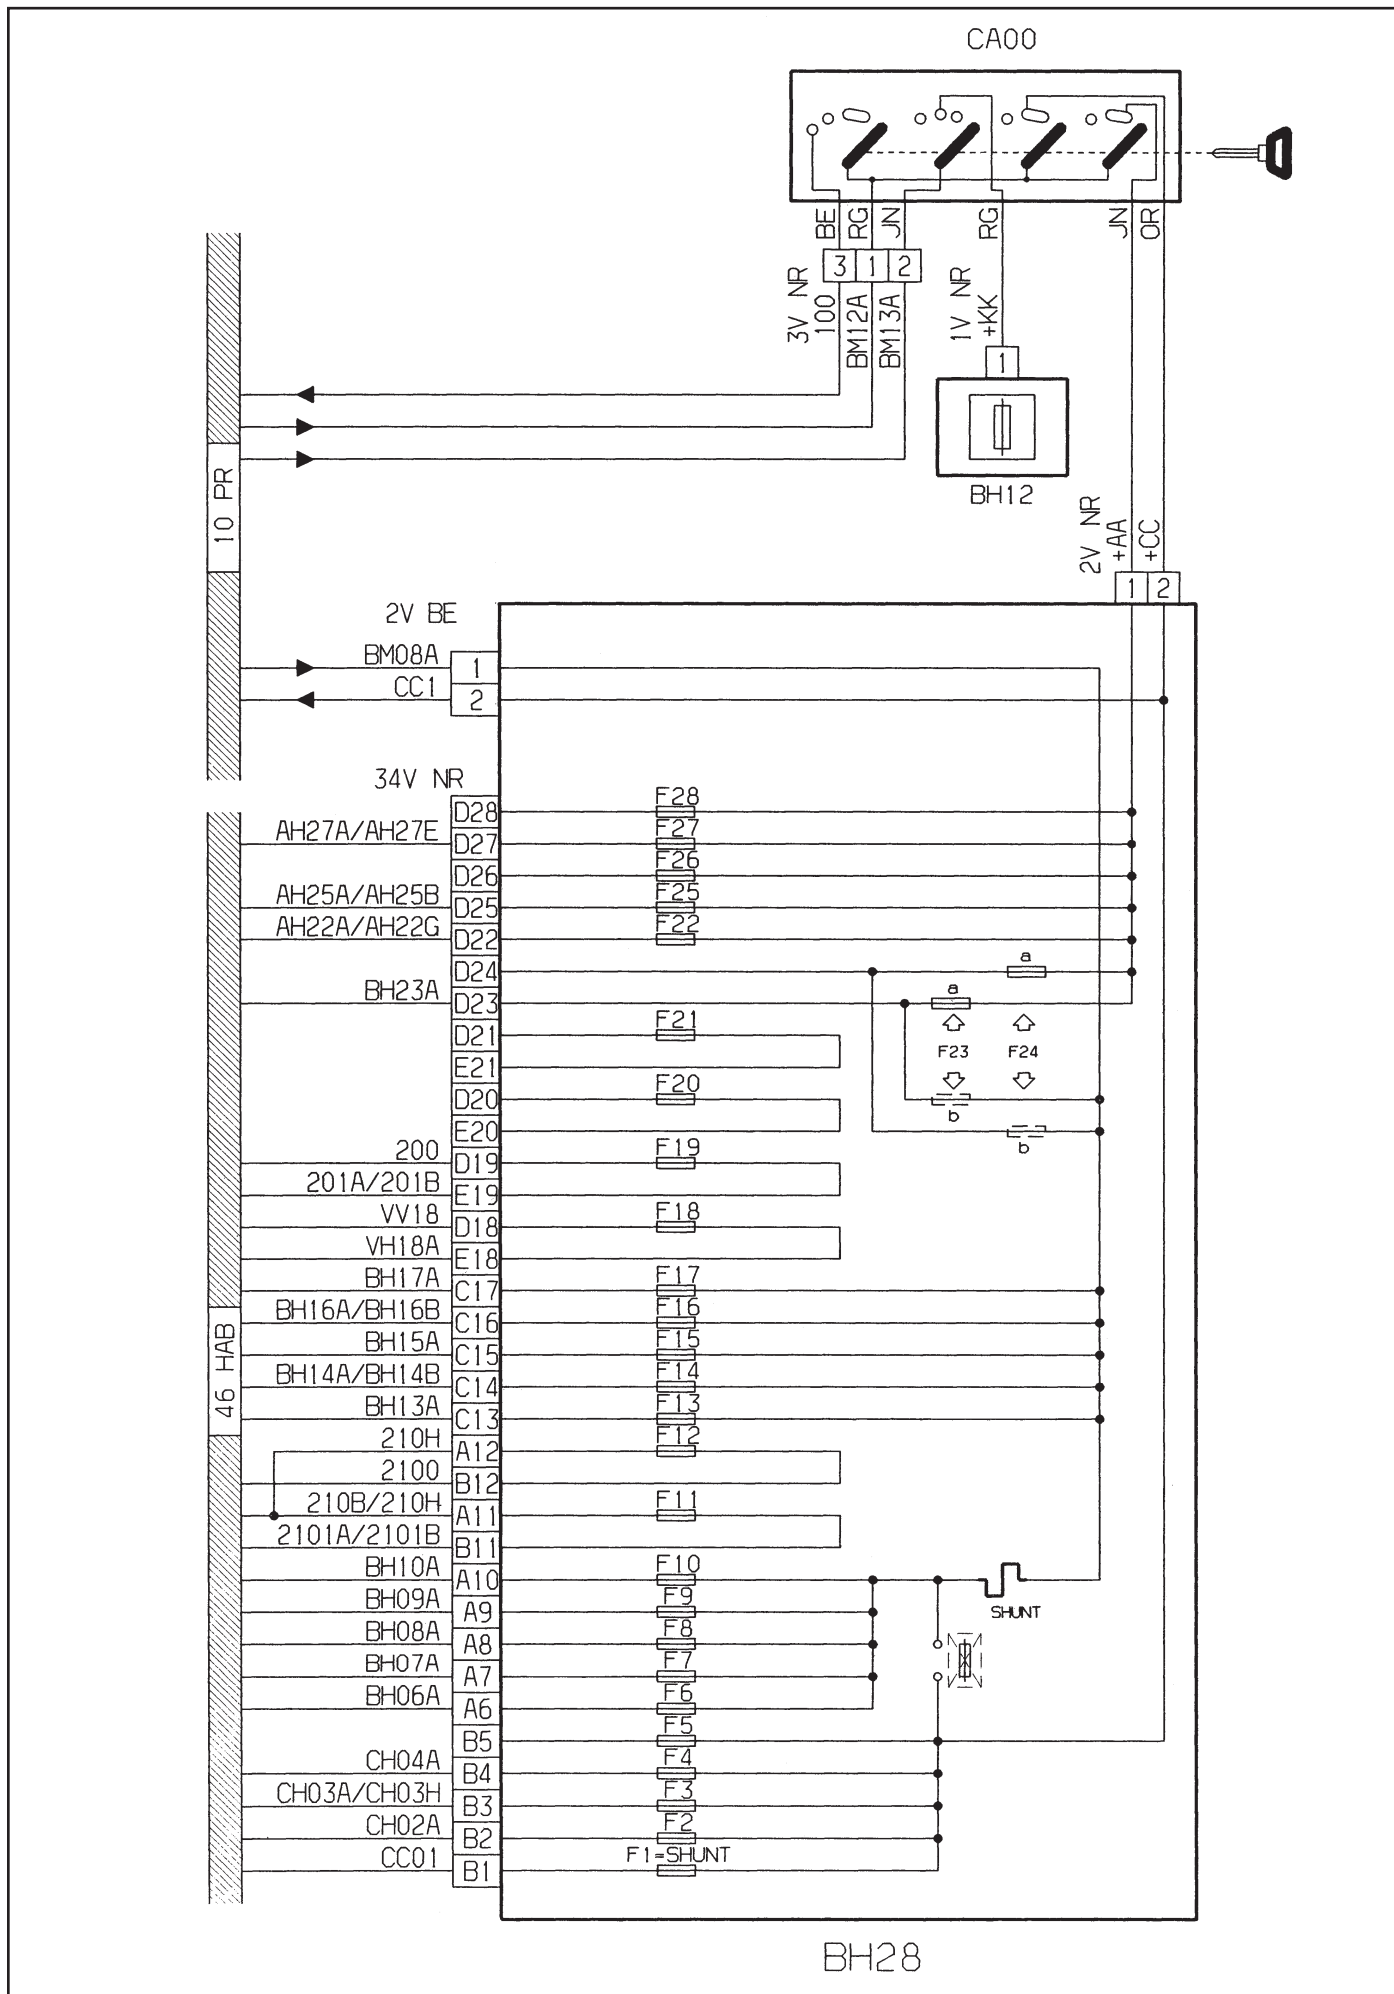 CA00
BE
RG
JN
RG
JN
OR
3 1 2
3V NR
100
BM12A
BM13A
1V NR
+KK
1
BH12
10 PR
2V NR
+AA
+CC
1 2
2V BE
BM08A 1
CC1 2
34V NR
D28 F28
AH27A/AH27E D27 F27
D26 F26
AH25A/AH25B D25 F25
AH22A/AH22G D22 F22
D24 a
BH23A D23 a
D21 F21
F23 F24
E21
D20 F20
b
E20
b
200 D19 F19
201A/201B E19
VV18 D18 F18
VH18A E18
BH17A C17 F17
BH16A/BH16B C16 F16
46 HAB
BH15A C15 F15
BH14A/BH14B C14 F14
BH13A C13 F13
210H A12 F12
2100 B12
210B/210H A11 F11
2101A/2101B B11
BH10A A10 F10
SHUNT
BH09A A9 F9
BH08A A8 F8
BH07A A7 F7
BH06A A6 F6
B5 F5
CH04A B4 F4
CH03A/CH03H B3 F3
CH02A B2 F2
CC01 B1 F1=SHUNT
BH28